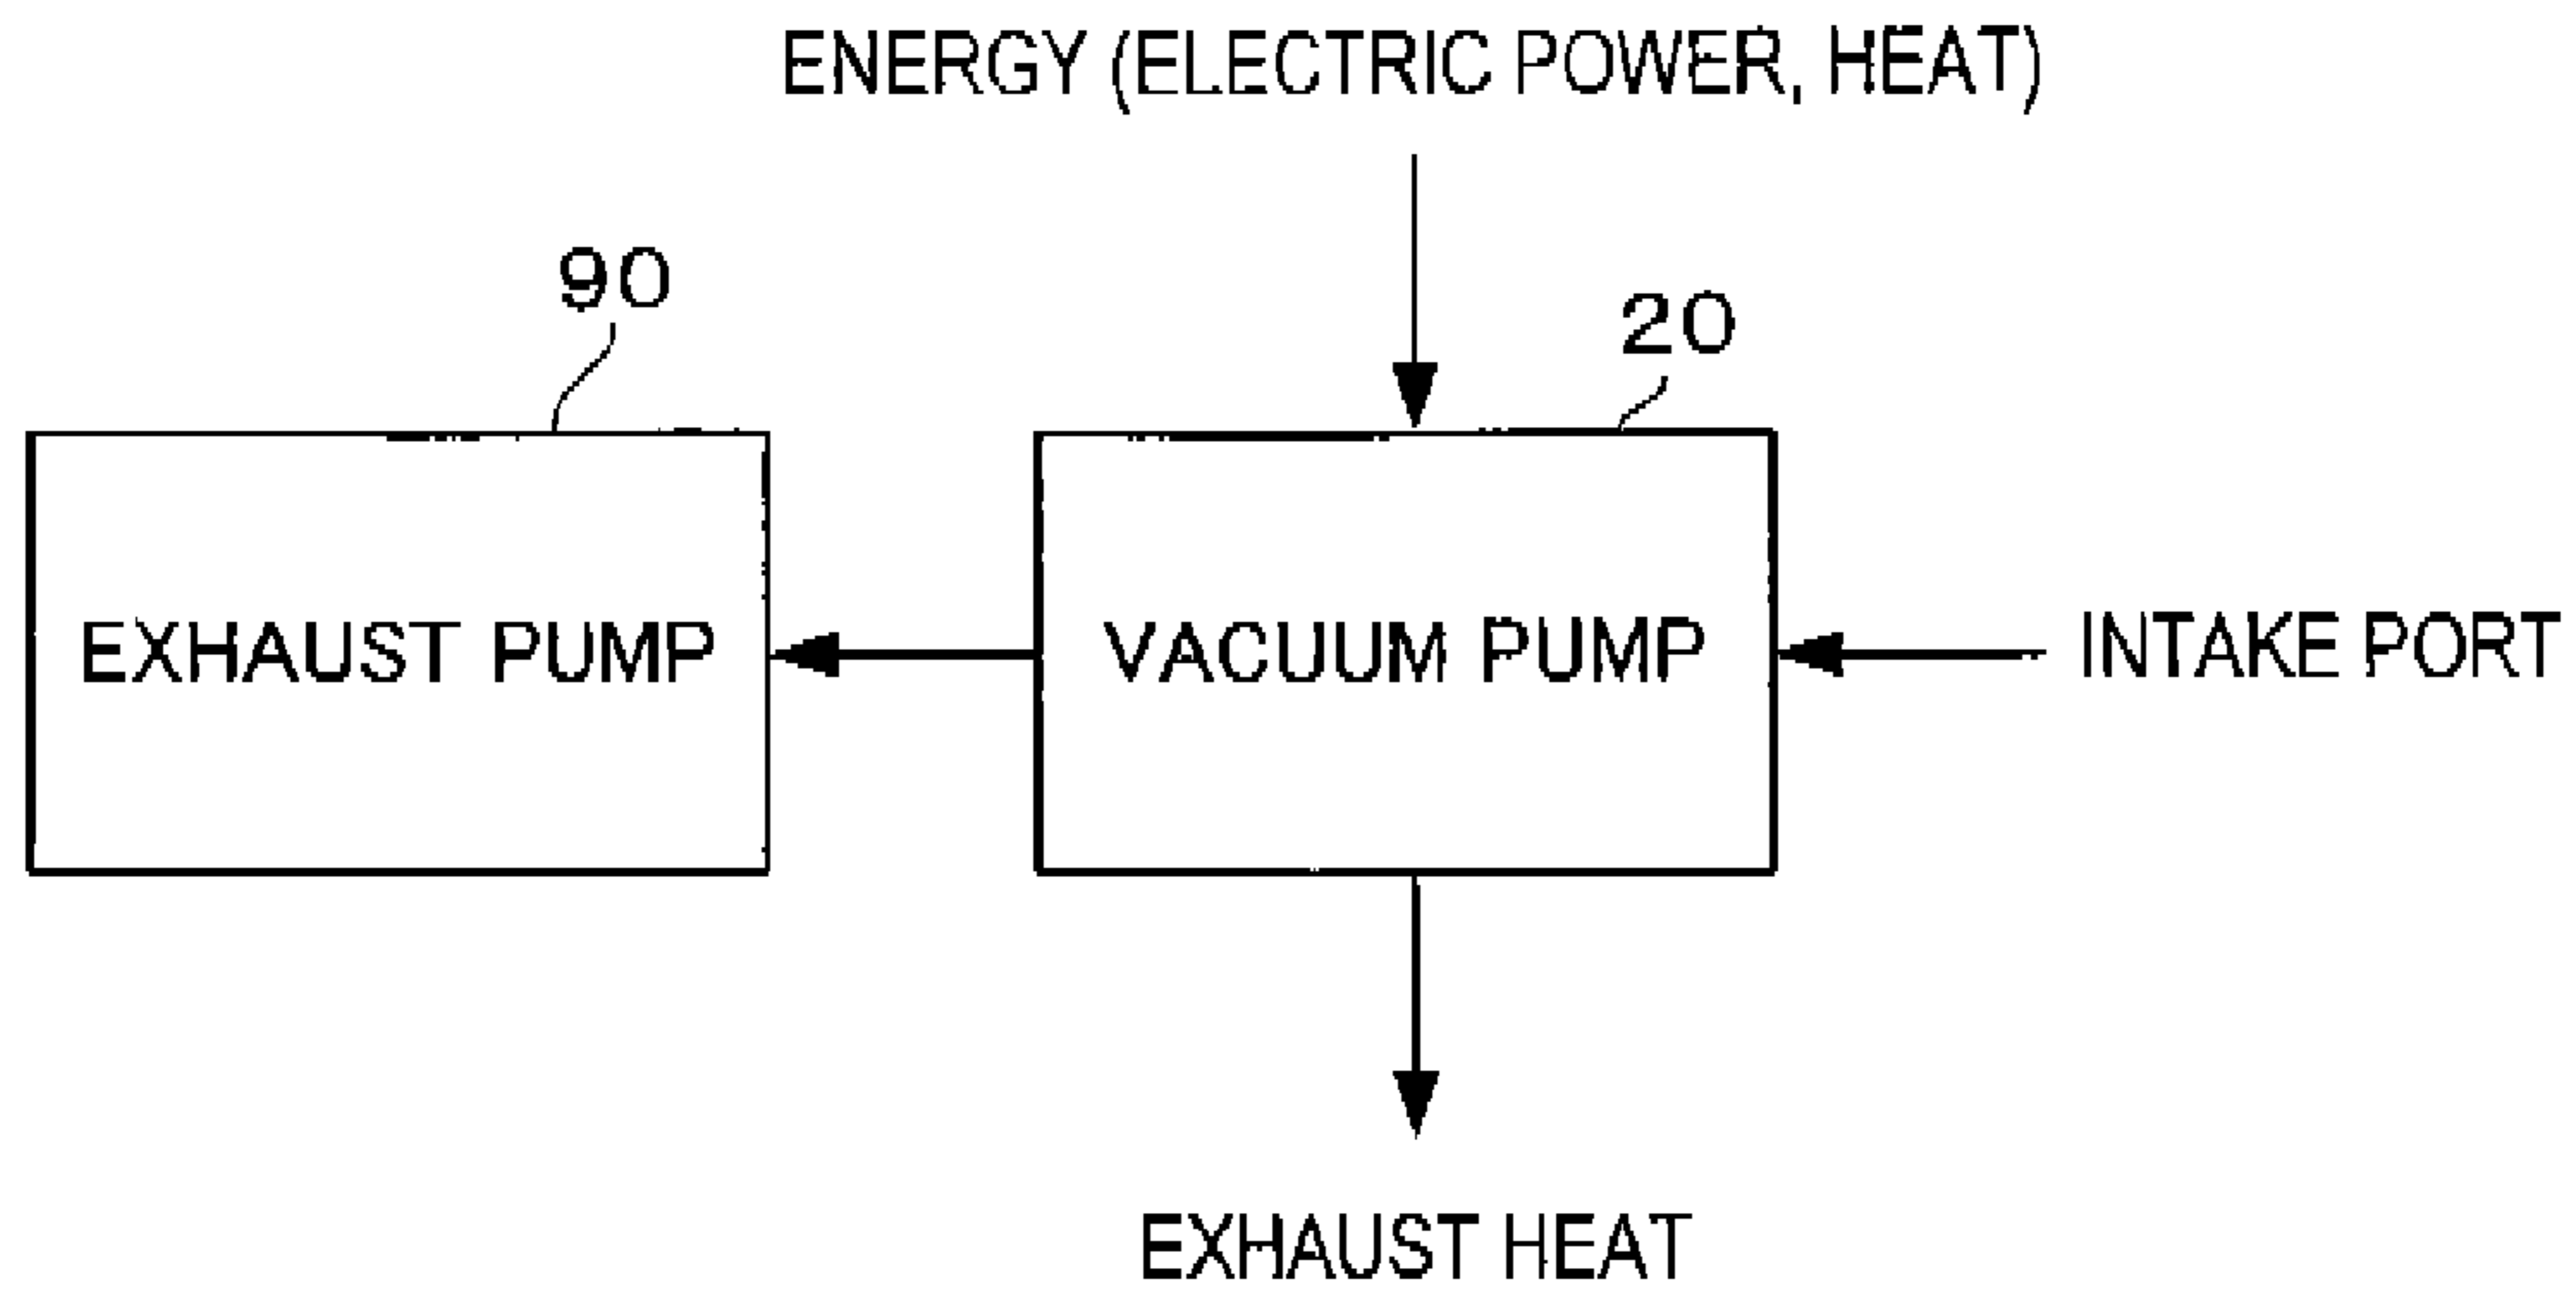 ENERGY (ELECTRIC POWER, HEAT)
90
20
EXHAUST PUMP
VACUUM PUMP
INTAKE PORT
EXHAUST HEAT